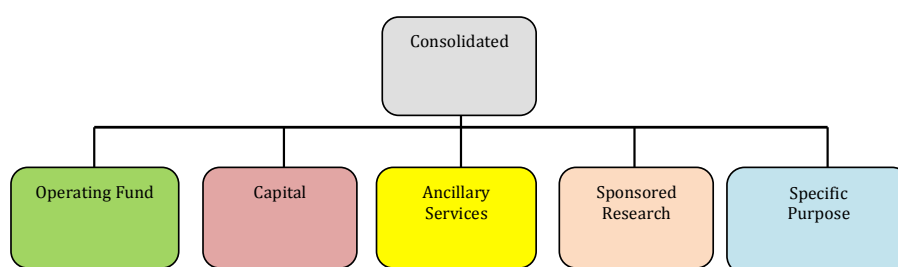 Consolidated
Operating Fund
Capital
Ancillary
Services
Sponsored
Research
Specific
Purpose